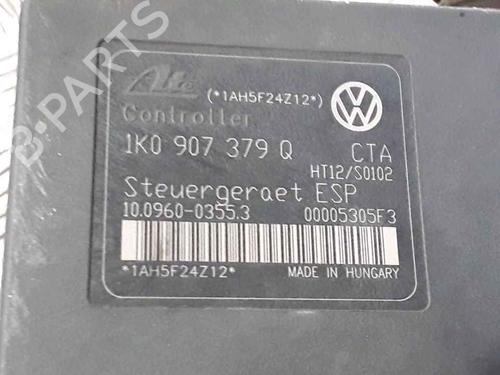 Ate (*1AH5F24Z12*)
Controller
1K0 907 379 Q CTA
HT12/S0102
Steuergeraet ESP
10.0960-0355.3 00005305F3
*1AH5F24Z12* MADE IN HUNGARY
B-PARTS